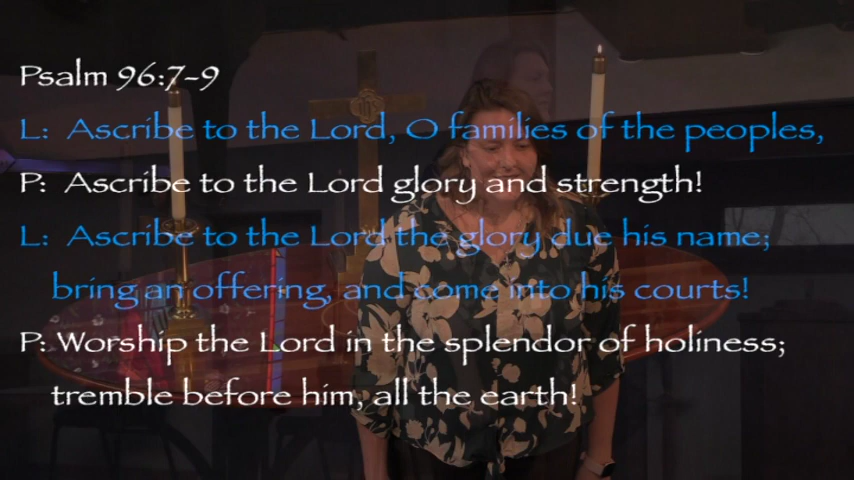 Psalm 96:7-9
L: Ascribe to the Lord, O families of the peoples,
P: Ascribe to the Lord glory and strength!
L: Ascribe to the Lord the glory due his name;
bring an offering, and come into his courts!
P: Worship the Lord in the splendor of holiness;
tremble before him, all the earth!